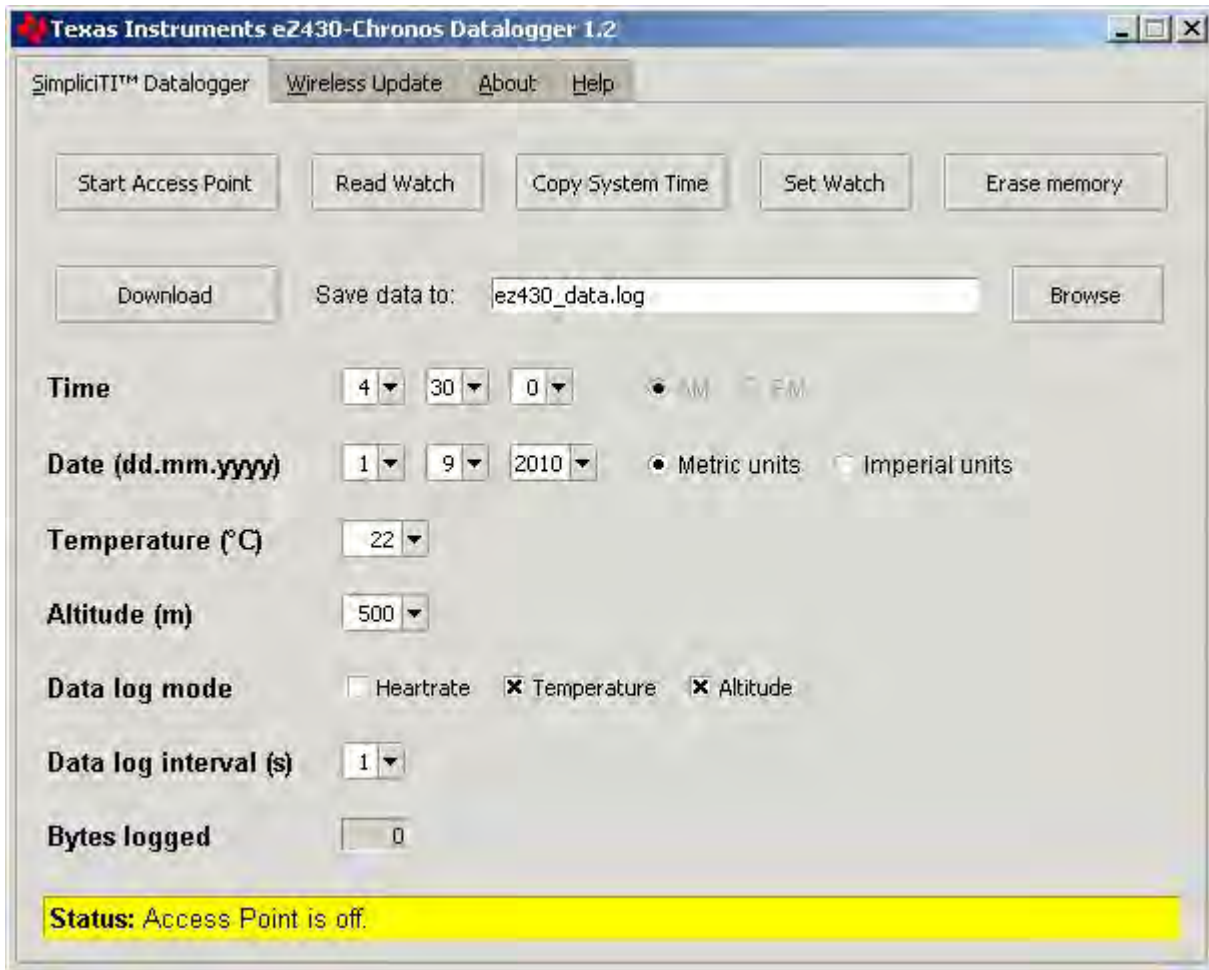 Texas Instruments eZ430-Chronos Datalogger 1.2
SimpliciTI™ Datalogger Wireless Update About Help
Start Access Point Read Watch Copy System Time Set Watch Erase memory
Download Save data to: ez430_data.log Browse
Time 4 30 0 AM PM
Date (dd.mm.yyyy) 1 9 2010 Metric units Imperial units
Temperature (°C) 22
Altitude (m) 500
Data log mode Heartrate Temperature Altitude
Data log interval (s) 1
Bytes logged 0
Status: Access Point is off.